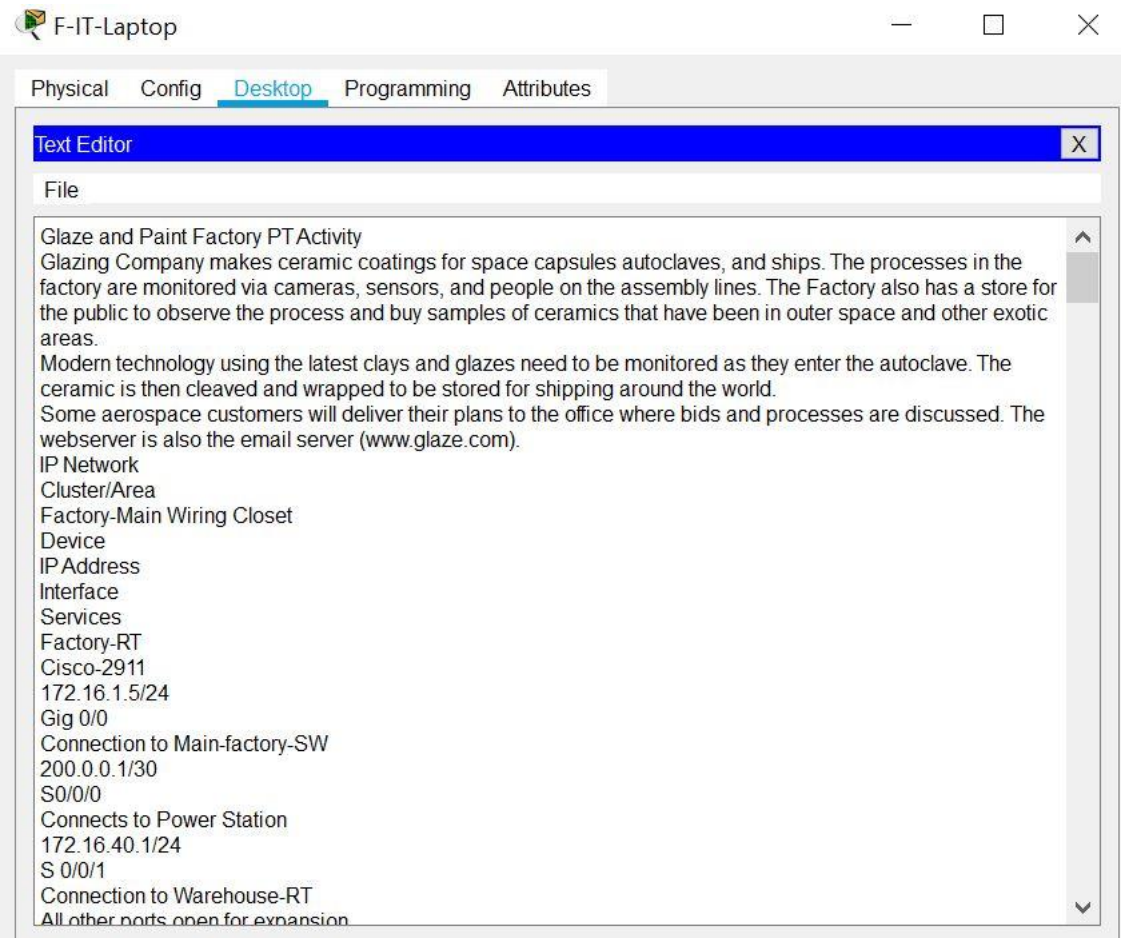 F-IT-Laptop
Physical Config Desktop Programming Attributes
Text Editor X
File
Glaze and Paint Factory PT Activity
Glazing Company makes ceramic coatings for space capsules autoclaves, and ships. The processes in the
factory are monitored via cameras, sensors, and people on the assembly lines. The Factory also has a store for
the public to observe the process and buy samples of ceramics that have been in outer space and other exotic
areas.
Modern technology using the latest clays and glazes need to be monitored as they enter the autoclave. The
ceramic is then cleaved and wrapped to be stored for shipping around the world.
Some aerospace customers will deliver their plans to the office where bids and processes are discussed. The
webserver is also the email server (www.glaze.com).
IP Network
Cluster/Area
Factory-Main Wiring Closet
Device
IP Address
Interface
Services
Factory-RT
Cisco-2911
172.16.1.5/24
Gig 0/0
Connection to Main-factory-SW
200.0.0.1/30
S0/0/0
Connects to Power Station
172.16.40.1/24
S 0/0/1
Connection to Warehouse-RT
All other ports open for expansion